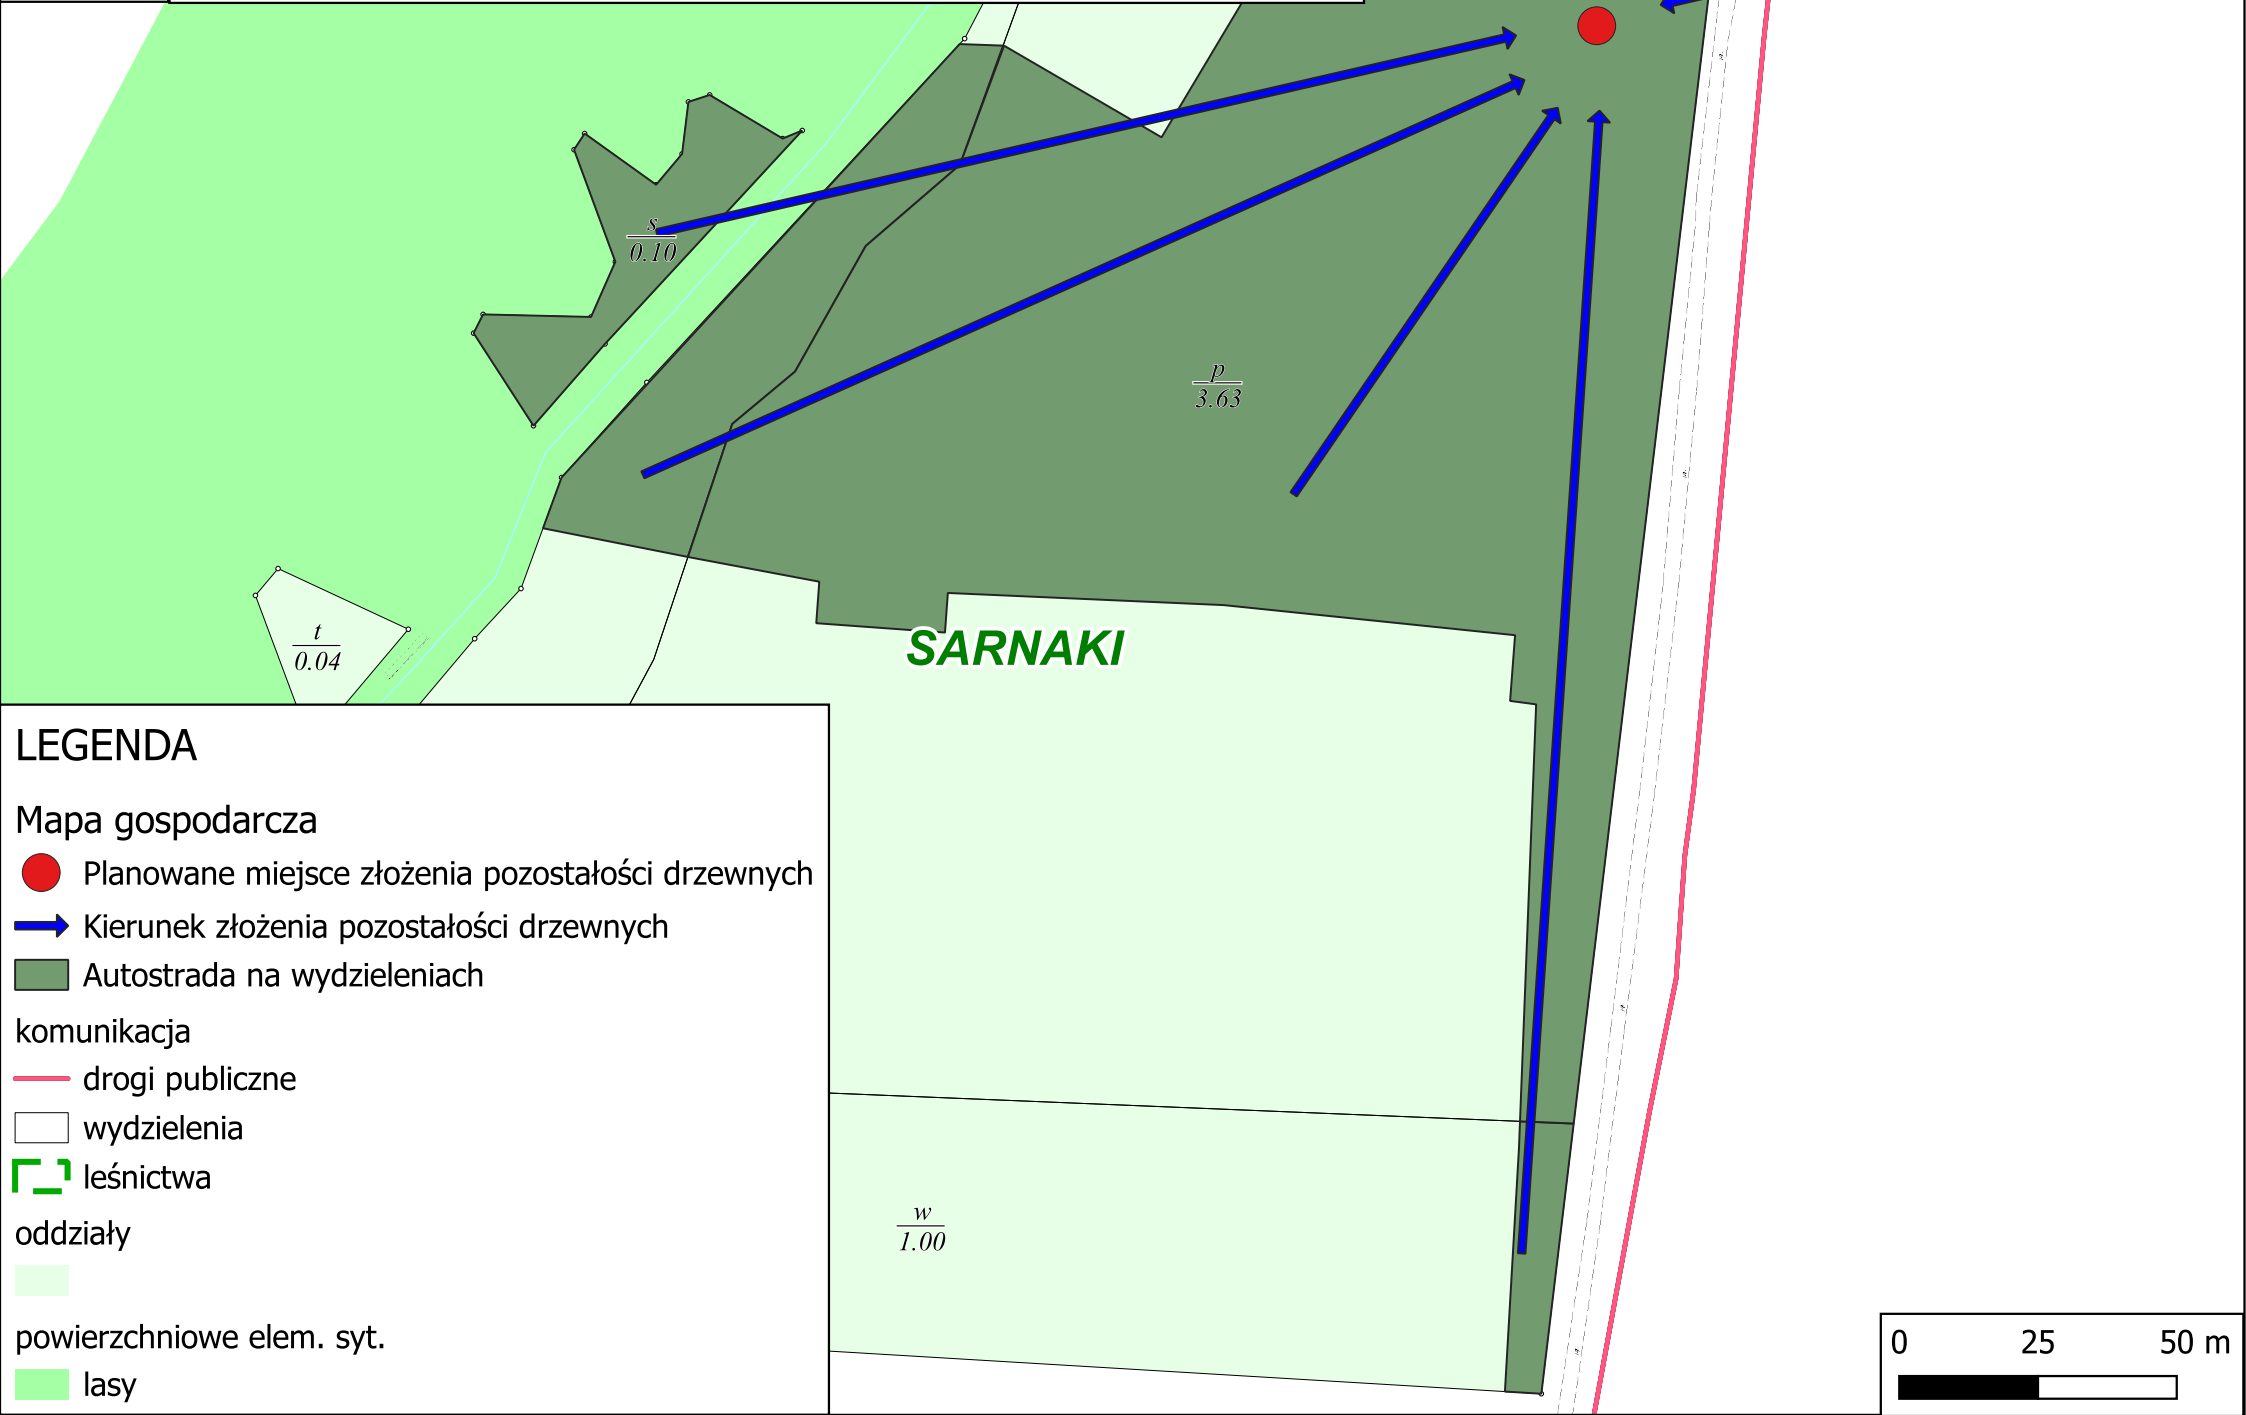 s
0.10
p
3.63
t
0.04
SARNAKI
w
1.00
LEGENDA
Mapa gospodarcza
Planowane miejsce złożenia pozostałości drzewnych
Kierunek złożenia pozostałości drzewnych
Autostrada na wydzieleniach
komunikacja
drogi publiczne
wydzielenia
leśnictwa
oddziały
powierzchniowe elem. syt.
lasy
0 25 50 m